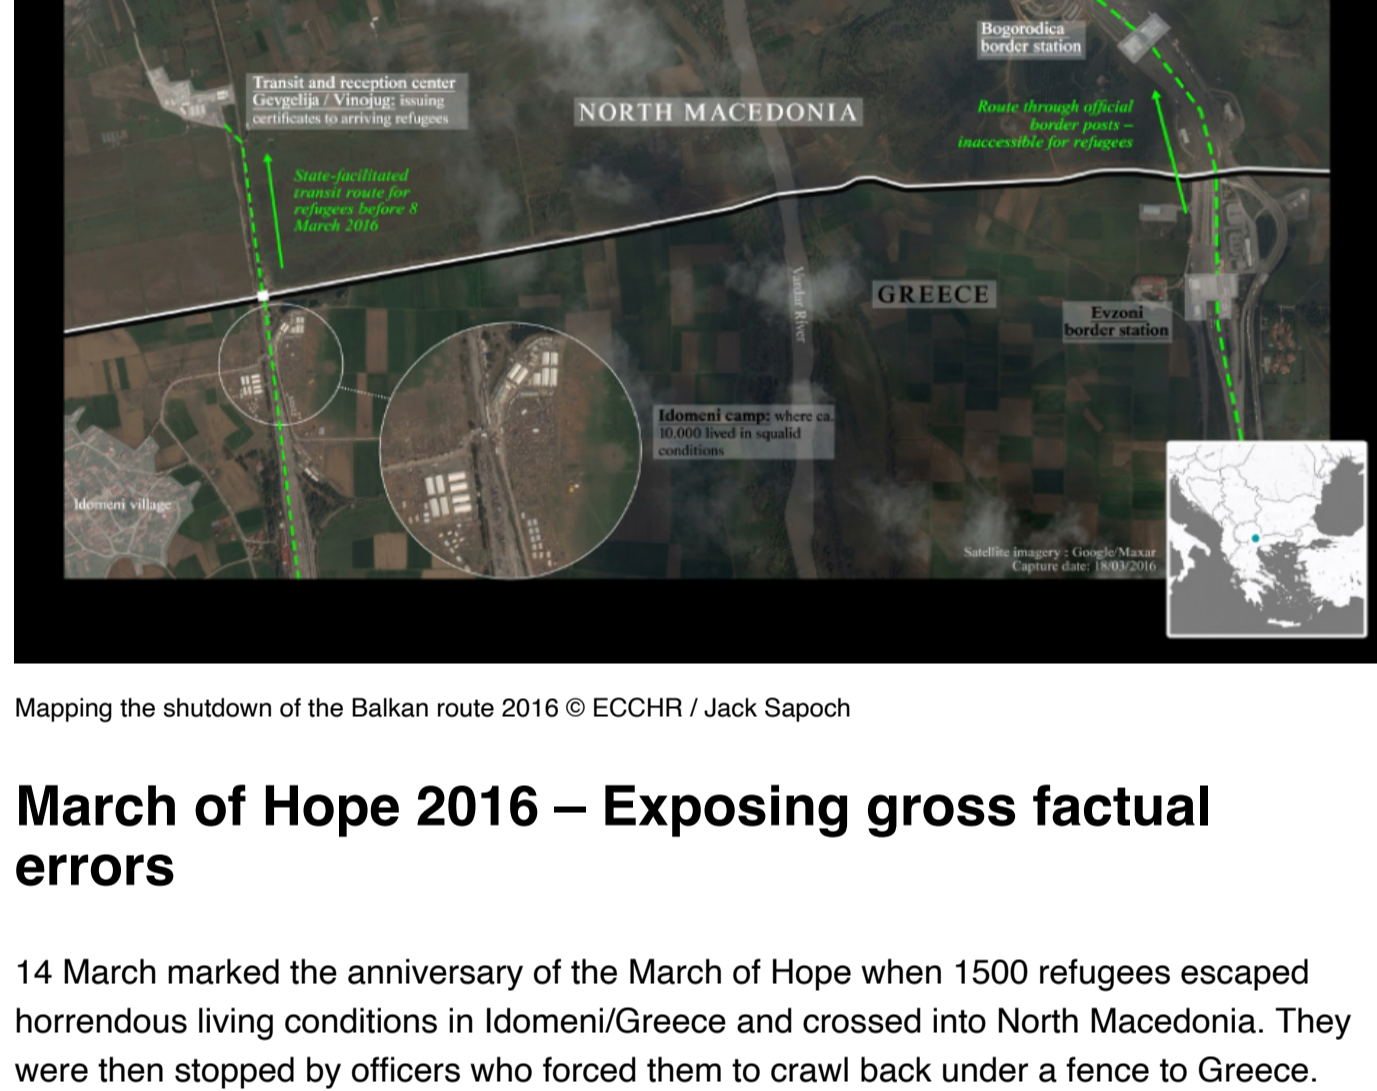 Bogorodica
border station
Transit and reception center
Gevgelija / Vinojug: issuing
certificates to arriving refugees
NORTH MACEDONIA
Route through official
border posts –
inaccessible for refugees
State-facilitated
transit route for
refugees before 8
March 2016
Vardar River
GREECE
Evzoni
border station
Idomeni camp: where ca.
10.000 lived in squalid
conditions
Idomeni village
Satellite imagery : Google/Maxar
Capture date: 18/03/2016
Mapping the shutdown of the Balkan route 2016 © ECCHR / Jack Sapoch
March of Hope 2016 – Exposing gross factual
errors
14 March marked the anniversary of the March of Hope when 1500 refugees escaped
horrendous living conditions in Idomeni/Greece and crossed into North Macedonia. They
were then stopped by officers who forced them to crawl back under a fence to Greece.